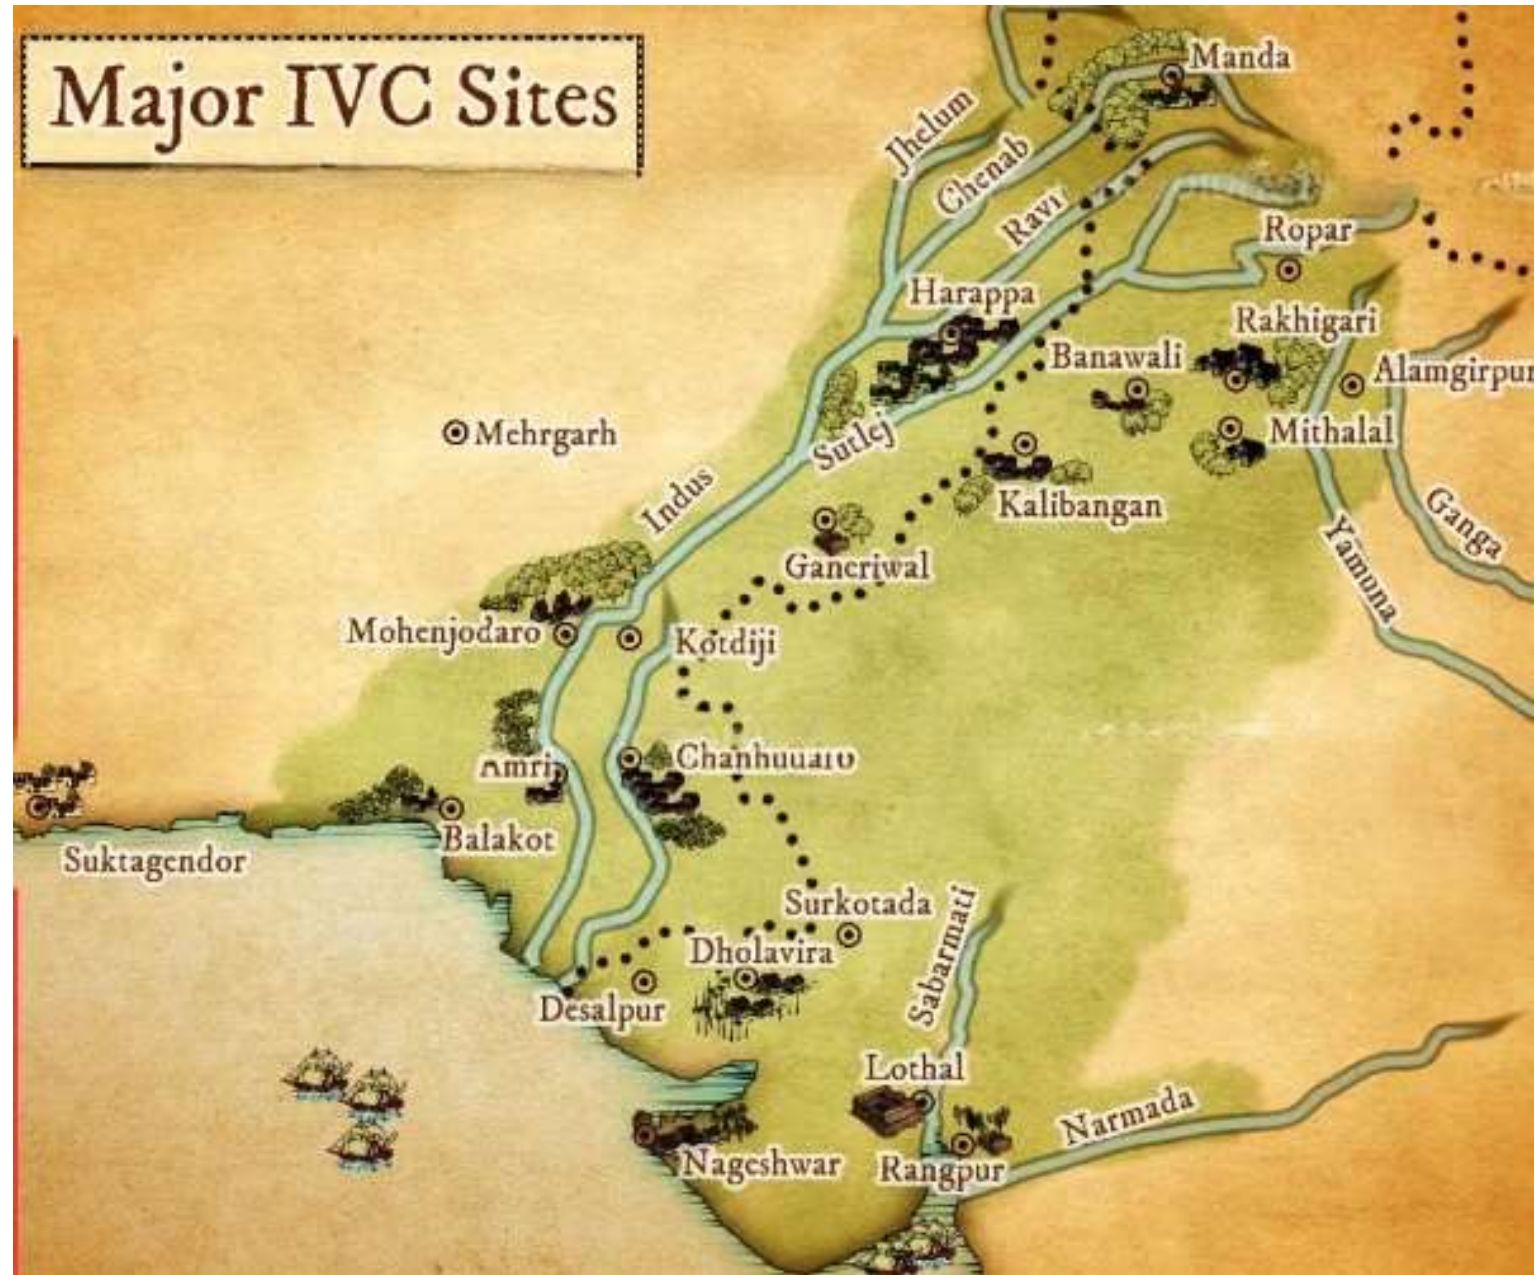 Major IVC Sites
Manda
Jhelum
Chenab
Ravi
Ropar
Harappa
Rakhigari
Banawali
Alamgirpur
Mehrgarh
Sutlej
Mithalal
Indus
Kalibangan
Ganga
Yamuna
Ganeriwal
Mohenjodaro
Kotdiji
Amri
Balakot
Suktagendor
Surkotada
Sabarmati
Dholavira
Desalpur
Lothal
Narmada
Nageshwar
Rangpur